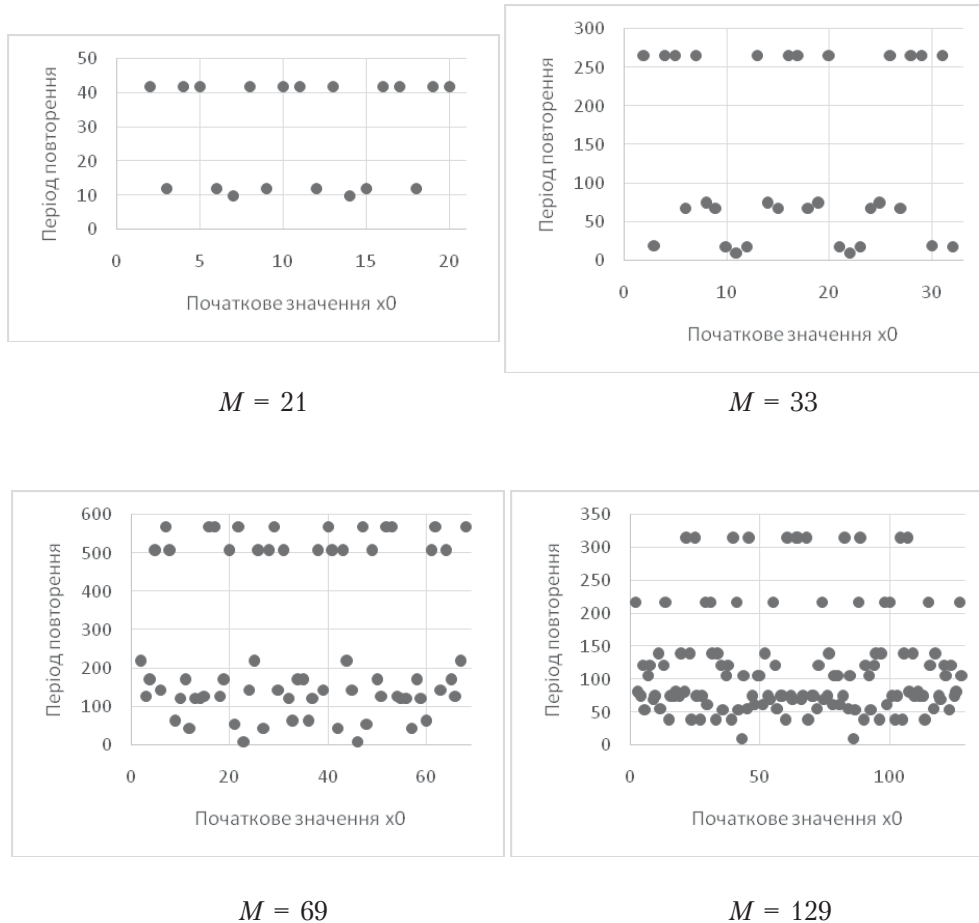 50
40
30
20
10
0
Період повторення
0 5 10 15 20
Початкове значення x0
M = 21
300
250
200
150
100
50
0
Період повторення
0 10 20 30
Початкове значення x0
M = 33
600
500
400
300
200
100
0
Період повторення
0 20 40 60
Початкове значення x0
M = 69
350
300
250
200
150
100
50
0
Період повторення
0 50 100
Початкове значення x0
M = 129